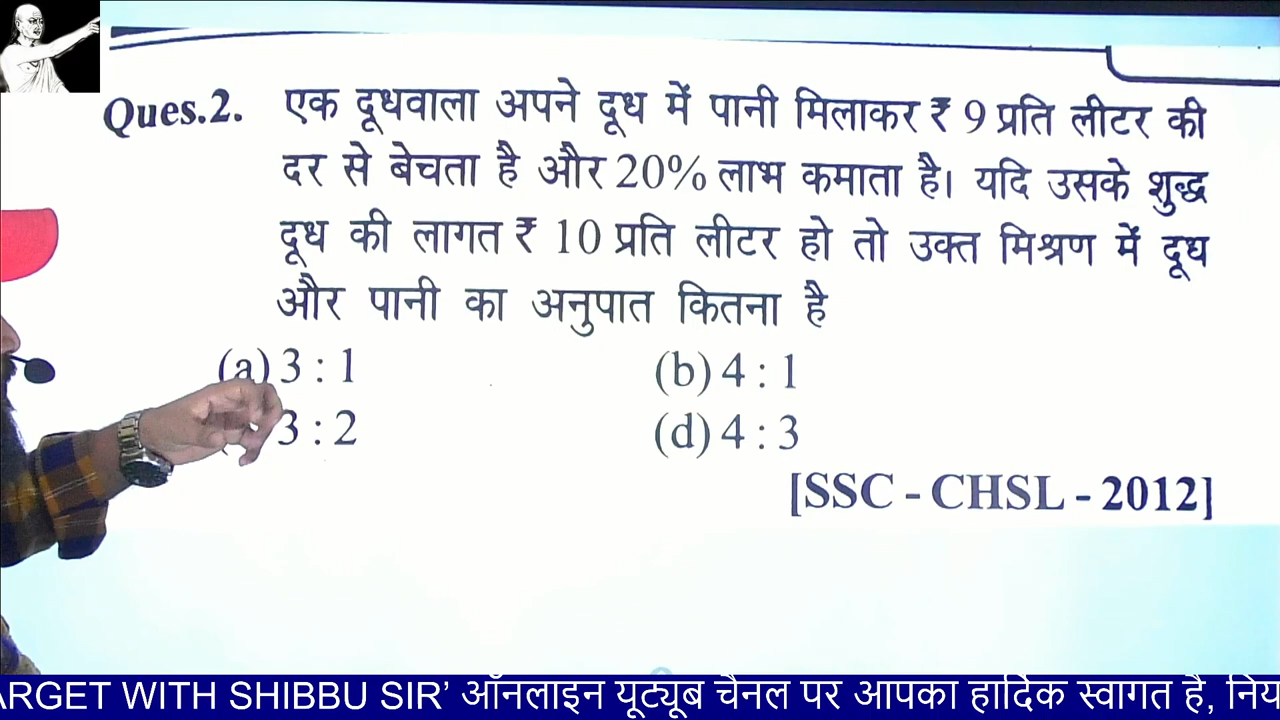 Ques.2. एक दूधवाला अपने दूध में पानी मिलाकर ₹ 9 प्रति लीटर की
दर से बेचता है और 20% लाभ कमाता है। यदि उसके शुद्ध
दूध की लागत ₹ 10 प्रति लीटर हो तो उक्त मिश्रण में दूध
और पानी का अनुपात कितना है
(a) 3 : 1 (b) 4 : 1
3 : 2 (d) 4 : 3
[SSC - CHSL - 2012]
ARGET WITH SHIBBU SIR’ ऑनलाइन यूट्यूब चैनल पर आपका हार्दिक स्वागत है,